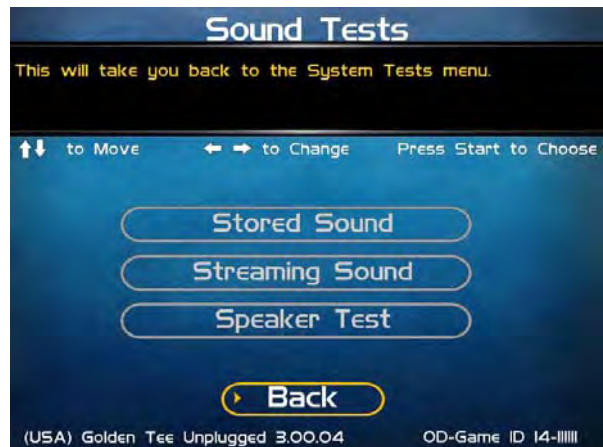 Sound Tests
This will take you back to the System Tests menu.
to Move to Change Press Start to Choose
Stored Sound
Streaming Sound
Speaker Test
Back
(USA) Golden Tee Unplugged 3.00.04 OD-Game ID 14-111111